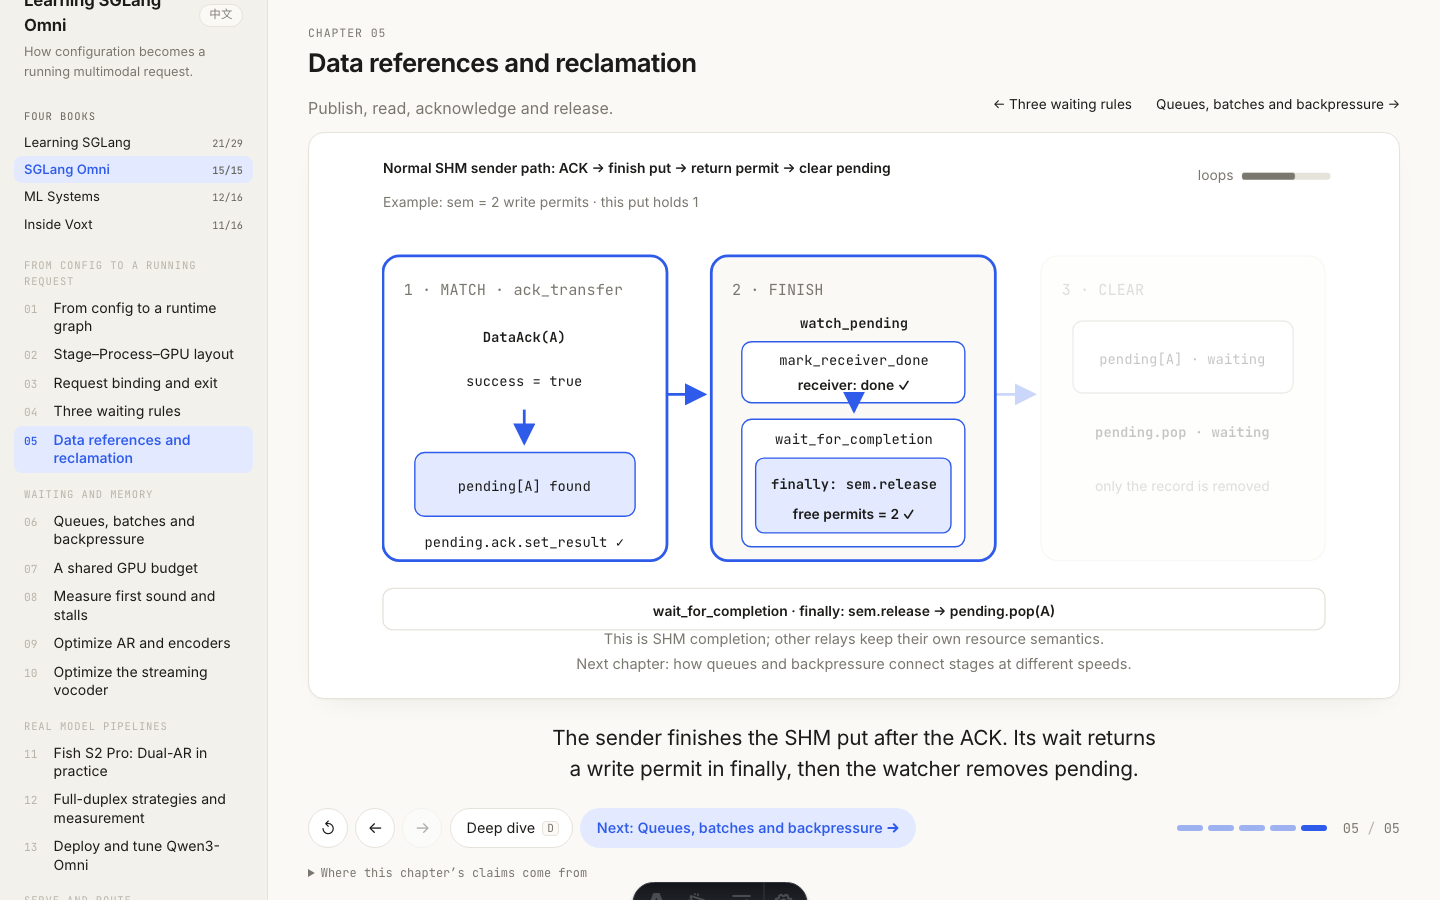 Learning SGLang
Omni
中文
How configuration becomes a
running multimodal request.
FOUR BOOKS
Learning SGLang 21/29
SGLang Omni 15/15
ML Systems 12/16
Inside Voxt 11/16
FROM CONFIG TO A RUNNING
REQUEST
01 From config to a runtime
graph
02 Stage–Process–GPU layout
03 Request binding and exit
04 Three waiting rules
05 Data references and
reclamation
WAITING AND MEMORY
06 Queues, batches and
backpressure
07 A shared GPU budget
08 Measure first sound and
stalls
09 Optimize AR and encoders
10 Optimize the streaming
vocoder
REAL MODEL PIPELINES
11 Fish S2 Pro: Dual-AR in
practice
12 Full-duplex strategies and
measurement
13 Deploy and tune Qwen3-
Omni
SERVE AND ROUTE
CHAPTER 05
Data references and reclamation
Publish, read, acknowledge and release.
← Three waiting rules Queues, batches and backpressure →
Normal SHM sender path: ACK → finish put → return permit → clear pending
loops
Example: sem = 2 write permits · this put holds 1
1 · MATCH · ack_transfer
DataAck(A)
success = true
pending[A] found
pending.ack.set_result ✓
2 · FINISH
watch_pending
mark_receiver_done
receiver: done ✓
wait_for_completion
finally: sem.release
free permits = 2 ✓
3 · CLEAR
pending[A] · waiting
pending.pop · waiting
only the record is removed
wait_for_completion · finally: sem.release → pending.pop(A)
This is SHM completion; other relays keep their own resource semantics.
Next chapter: how queues and backpressure connect stages at different speeds.
The sender finishes the SHM put after the ACK. Its wait returns
a write permit in finally, then the watcher removes pending.
Deep dive D
Next: Queues, batches and backpressure →
05 / 05
▶ Where this chapter's claims come from